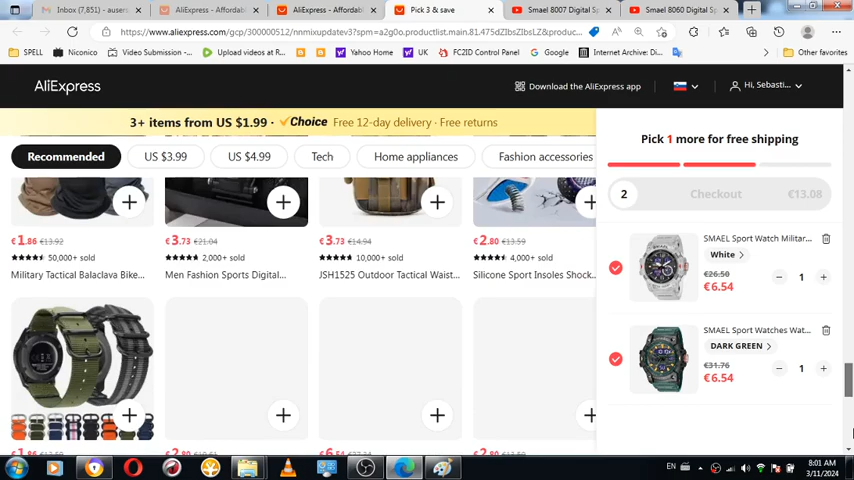 Inbox (7,851) - ausers
AliExpress - Affordab
AliExpress - Affordab
Pick 3 & save
Smael 8007 Digital Sp
Smael 8060 Digital Sp
https://www.aliexpress.com/gcp/300000512/nnmixupdatev3?spm=a2g0o.productlist.main.81.475dZIbsZIbsLZ&produc...
SPELL
Niconico
Video Submission -...
Upload videos at R...
Bing
Yahoo Home
UK
FC2ID Control Panel
Google
Internet Archive: Di...
Other favorites
AliExpress
Download the AliExpress app
Hi, Sebasti...
3+ items from US $1.99 · Choice Free 12-day delivery · Free returns
Recommended
US $3.99
US $4.99
Tech
Home appliances
Fashion accessories
€1.86 €13.92
50,000+ sold
Military Tactical Balaclava Bike...
€3.73 €21.04
2,000+ sold
Men Fashion Sports Digital...
€3.73 €14.94
10,000+ sold
JSH1525 Outdoor Tactical Waist...
€2.80 €13.59
4,000+ sold
Silicone Sport Insoles Shock...
Pick 1 more for free shipping
2
Checkout
€13.08
SMAEL Sport Watch Militar...
White
€26.50
€6.54
1
SMAEL Sport Watches Wat...
DARK GREEN
€31.76
€6.54
1
EN
8:01 AM
3/11/2024